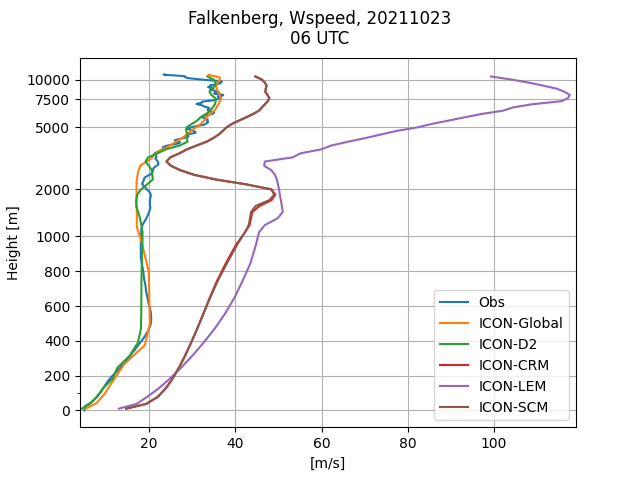 Falkenberg, Wspeed, 20211023
06 UTC
10000
7500
5000
2000
1000
800
600
400
200
0
Height [m]
20
40
60
80
100
[m/s]
Obs
ICON-Global
ICON-D2
ICON-CRM
ICON-LEM
ICON-SCM